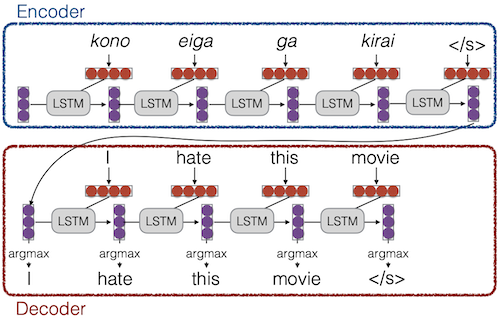 Encoder
kono eiga ga kirai </s>
LSTM LSTM LSTM LSTM LSTM
I hate this movie
LSTM LSTM LSTM LSTM
argmax argmax argmax argmax argmax
I hate this movie </s>
Decoder